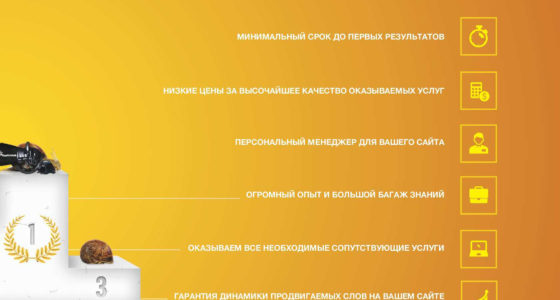 МИНИМАЛЬНЫЙ СРОК ДО ПЕРВЫХ РЕЗУЛЬТАТОВ
НИЗКИЕ ЦЕНЫ ЗА ВЫСОЧАЙШЕЕ КАЧЕСТВО ОКАЗЫВАЕМЫХ УСЛУГ
ПЕРСОНАЛЬНЫЙ МЕНЕДЖЕР ДЛЯ ВАШЕГО САЙТА
ОГРОМНЫЙ ОПЫТ И БОЛЬШОЙ БАГАЖ ЗНАНИЙ
1
ОКАЗЫВАЕМ ВСЕ НЕОБХОДИМЫЕ СОПУТСТВУЮЩИЕ УСЛУГИ
3
ГАРАНТИЯ ДИНАМИКИ ПРОДВИГАЕМЫХ СЛОВ НА ВАШЕМ САЙТЕ